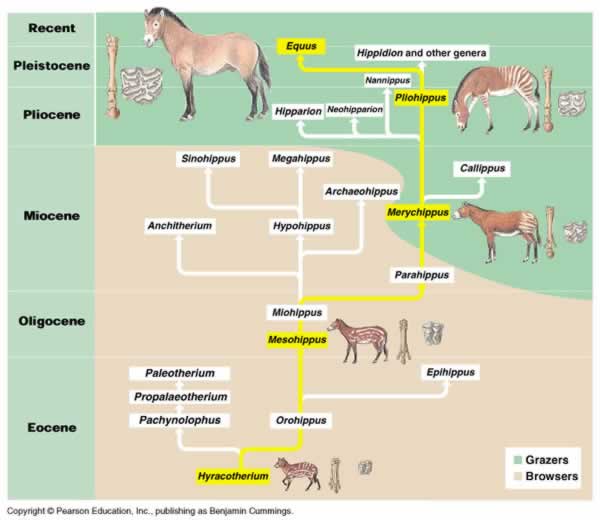 Recent
Equus
Hippidion and other genera
Pleistocene
Nannippus
Pliohippus
Pliocene
Hipparion
Neohipparion
Sinohippus
Megahippus
Callippus
Archaeohippus
Miocene
Merychippus
Anchitherium
Hypohippus
Parahippus
Miohippus
Oligocene
Mesohippus
Paleotherium
Epihippus
Propalaeotherium
Pachynolophus
Orohippus
Eocene
Grazers
Hyracotherium
Browsers
Copyright © Pearson Education, Inc., publishing as Benjamin Cummings.